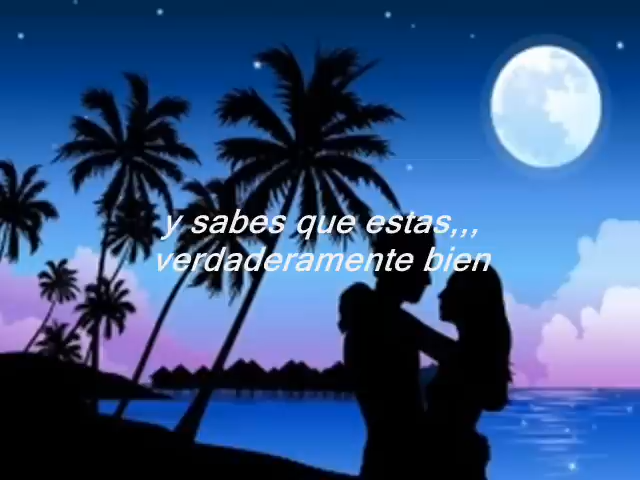 y sabes que estas,,,
verdaderamente bien